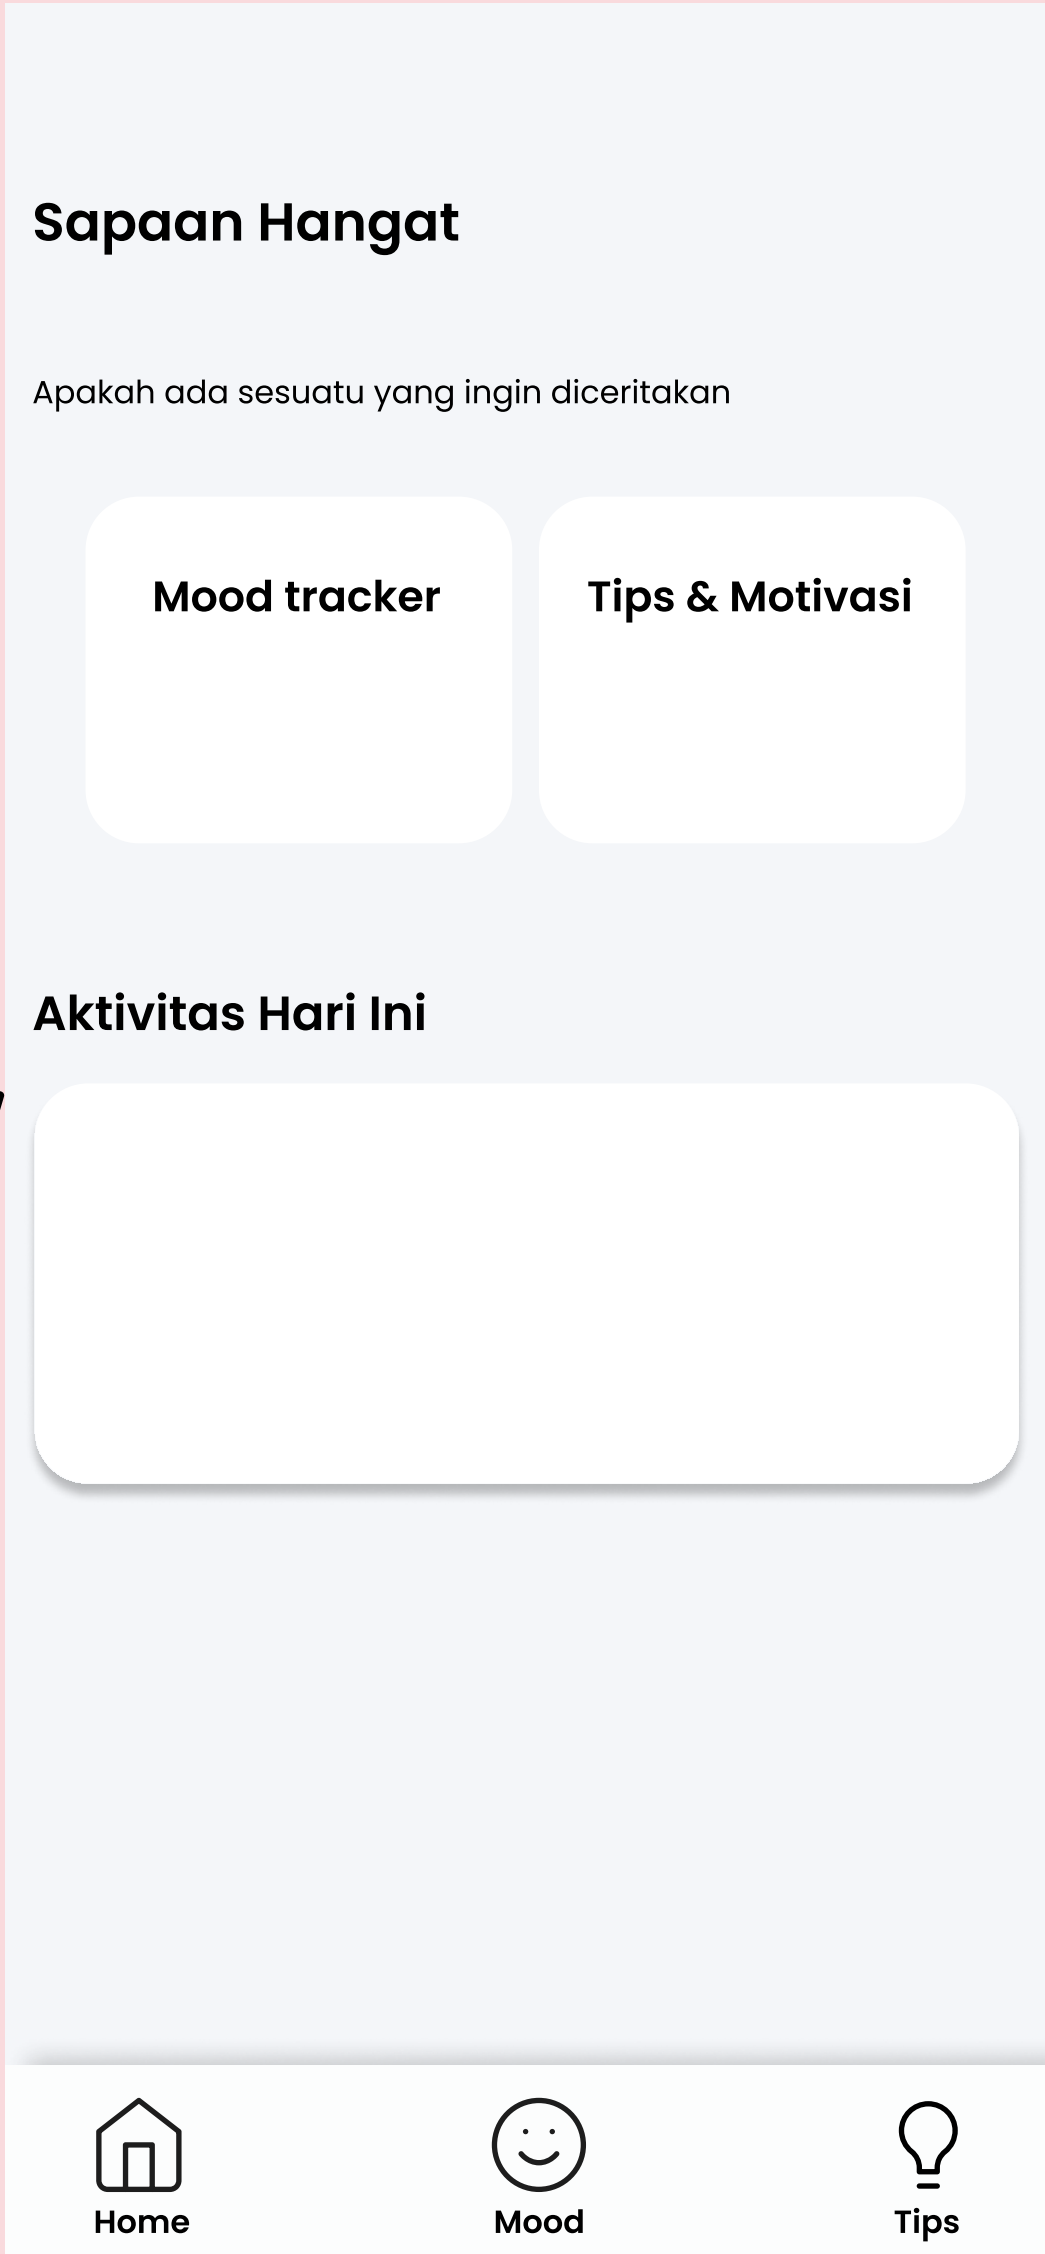 Sapaan Hangat
Apakah ada sesuatu yang ingin diceritakan
Mood tracker
Tips & Motivasi
Aktivitas Hari Ini
Home
Mood
Tips